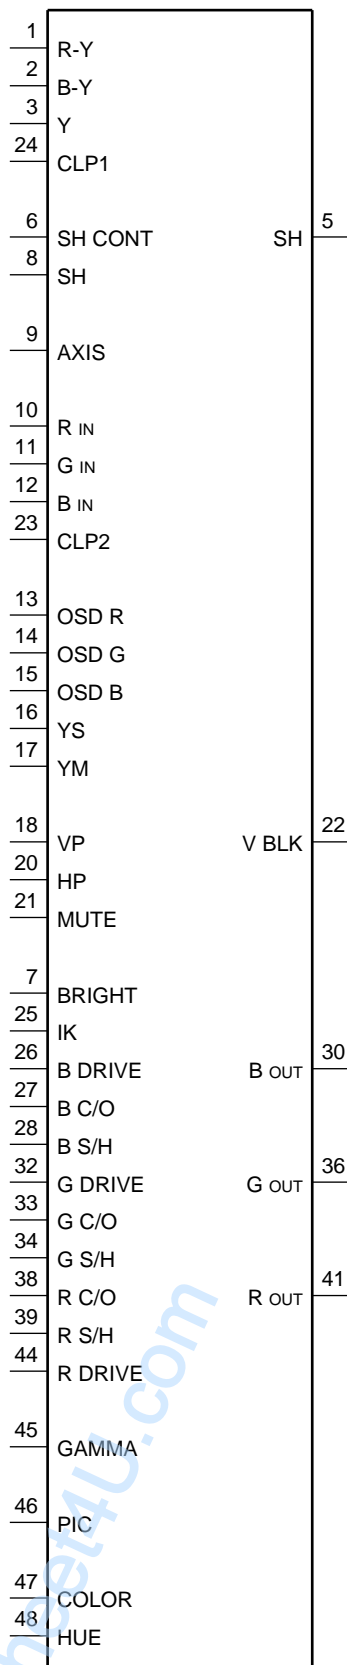 1 R-Y
2 B-Y
3 Y
24 CLP1
6 SH CONT SH 5
8 SH
9 AXIS
10 R IN
11 G IN
12 B IN
23 CLP2
13 OSD R
14 OSD G
15 OSD B
16 YS
17 YM
18 VP V BLK 22
20 HP
21 MUTE
7 BRIGHT
25 IK
26 B DRIVE B OUT 30
27 B C/O
28 B S/H
32 G DRIVE G OUT 36
33 G C/O
34 G S/H
38 R C/O R OUT 41
39 R S/H
44 R DRIVE
45 GAMMA
46 PIC
47 COLOR
48 HUE
heet4U.com